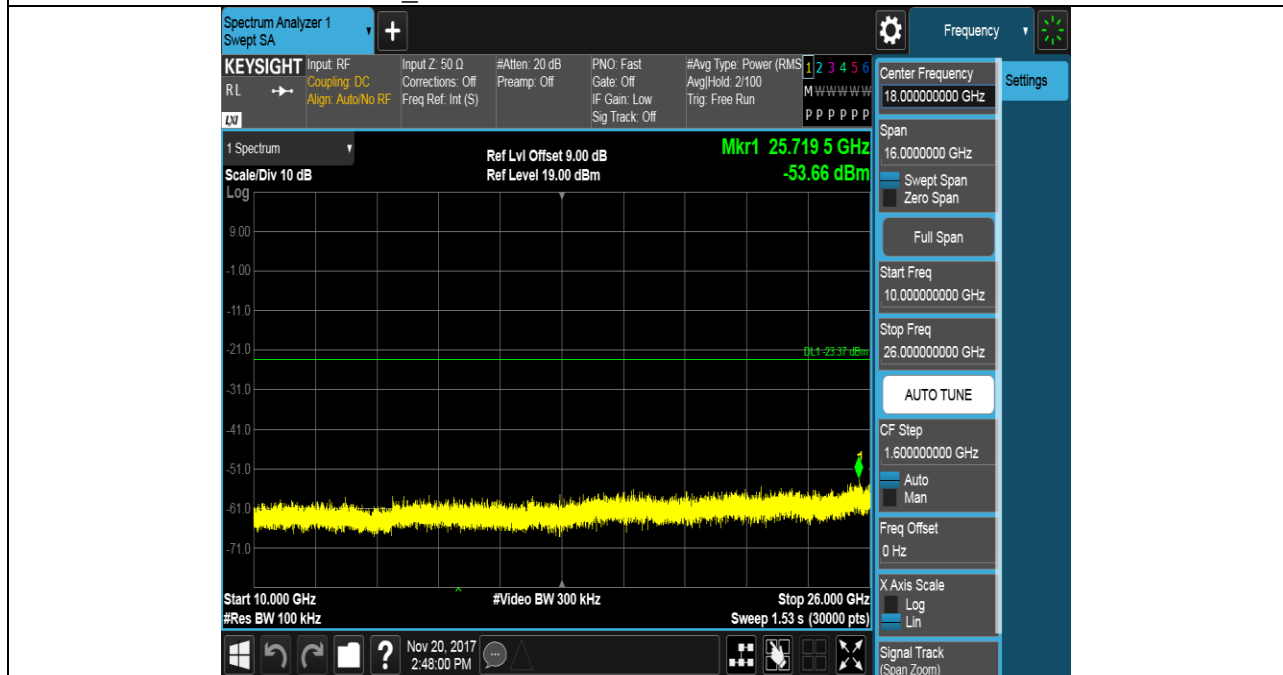 Spectrum Analyzer 1
Swept SA
+
Frequency
KEYSIGHT
RL
LXI
Input: RF
Coupling: DC
Align: Auto/No RF
Input Z: 50 Ω
Corrections: Off
Freq Ref: Int (S)
#Atten: 20 dB
Preamp: Off
PNO: Fast
Gate: Off
IF Gain: Low
Sig Track: Off
#Avg Type: Power (RMS
Avg|Hold: 2/100
Trig: Free Run
1 2 3 4 5 6
M W W W W W
P P P P P P
1 Spectrum
Scale/Div 10 dB
Ref Lvl Offset 9.00 dB
Ref Level 19.00 dBm
Mkr1 25.719 5 GHz
-53.66 dBm
Log
9.00
-1.00
-11.0
-21.0
DL1 -23.37 dBm
-31.0
-41.0
-51.0
1
-61.0
-71.0
Start 10.000 GHz
#Res BW 100 kHz
#Video BW 300 kHz
Stop 26.000 GHz
Sweep 1.53 s (30000 pts)
Center Frequency
18.000000000 GHz
Span
16.0000000 GHz
Swept Span
Zero Span
Full Span
Start Freq
10.000000000 GHz
Stop Freq
26.000000000 GHz
AUTO TUNE
CF Step
1.600000000 GHz
Auto
Man
Freq Offset
0 Hz
X Axis Scale
Log
Lin
Signal Track
(Span Zoom)
Settings
?
Nov 20, 2017
2:48:00 PM